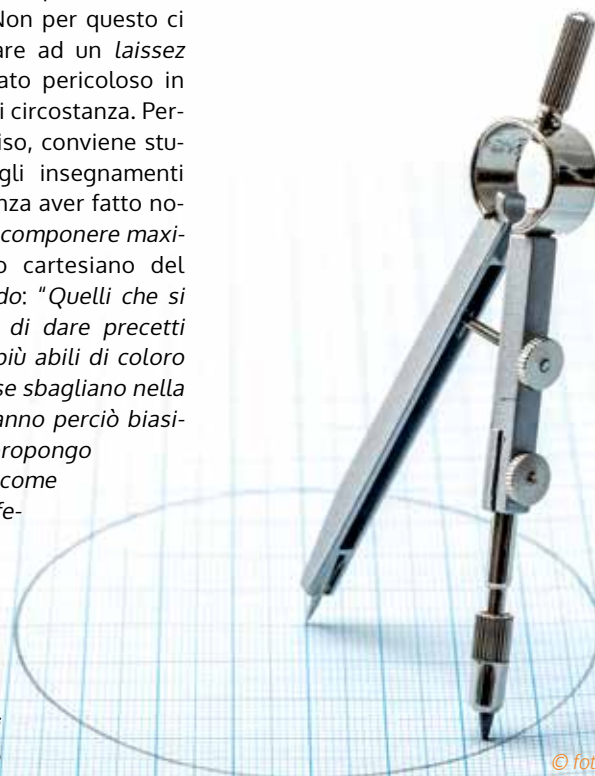 Non per questo ci
are ad un laissez
ato pericoloso in
i circostanza. Per-
iso, conviene stu-
gli insegnamenti
nza aver fatto no-
componere maxi-
o cartesiano del
do: "Quelli che si
di dare precetti
più abili di coloro
se sbagliano nella
anno perciò biasi-
ropongo
come
fe-
© fot